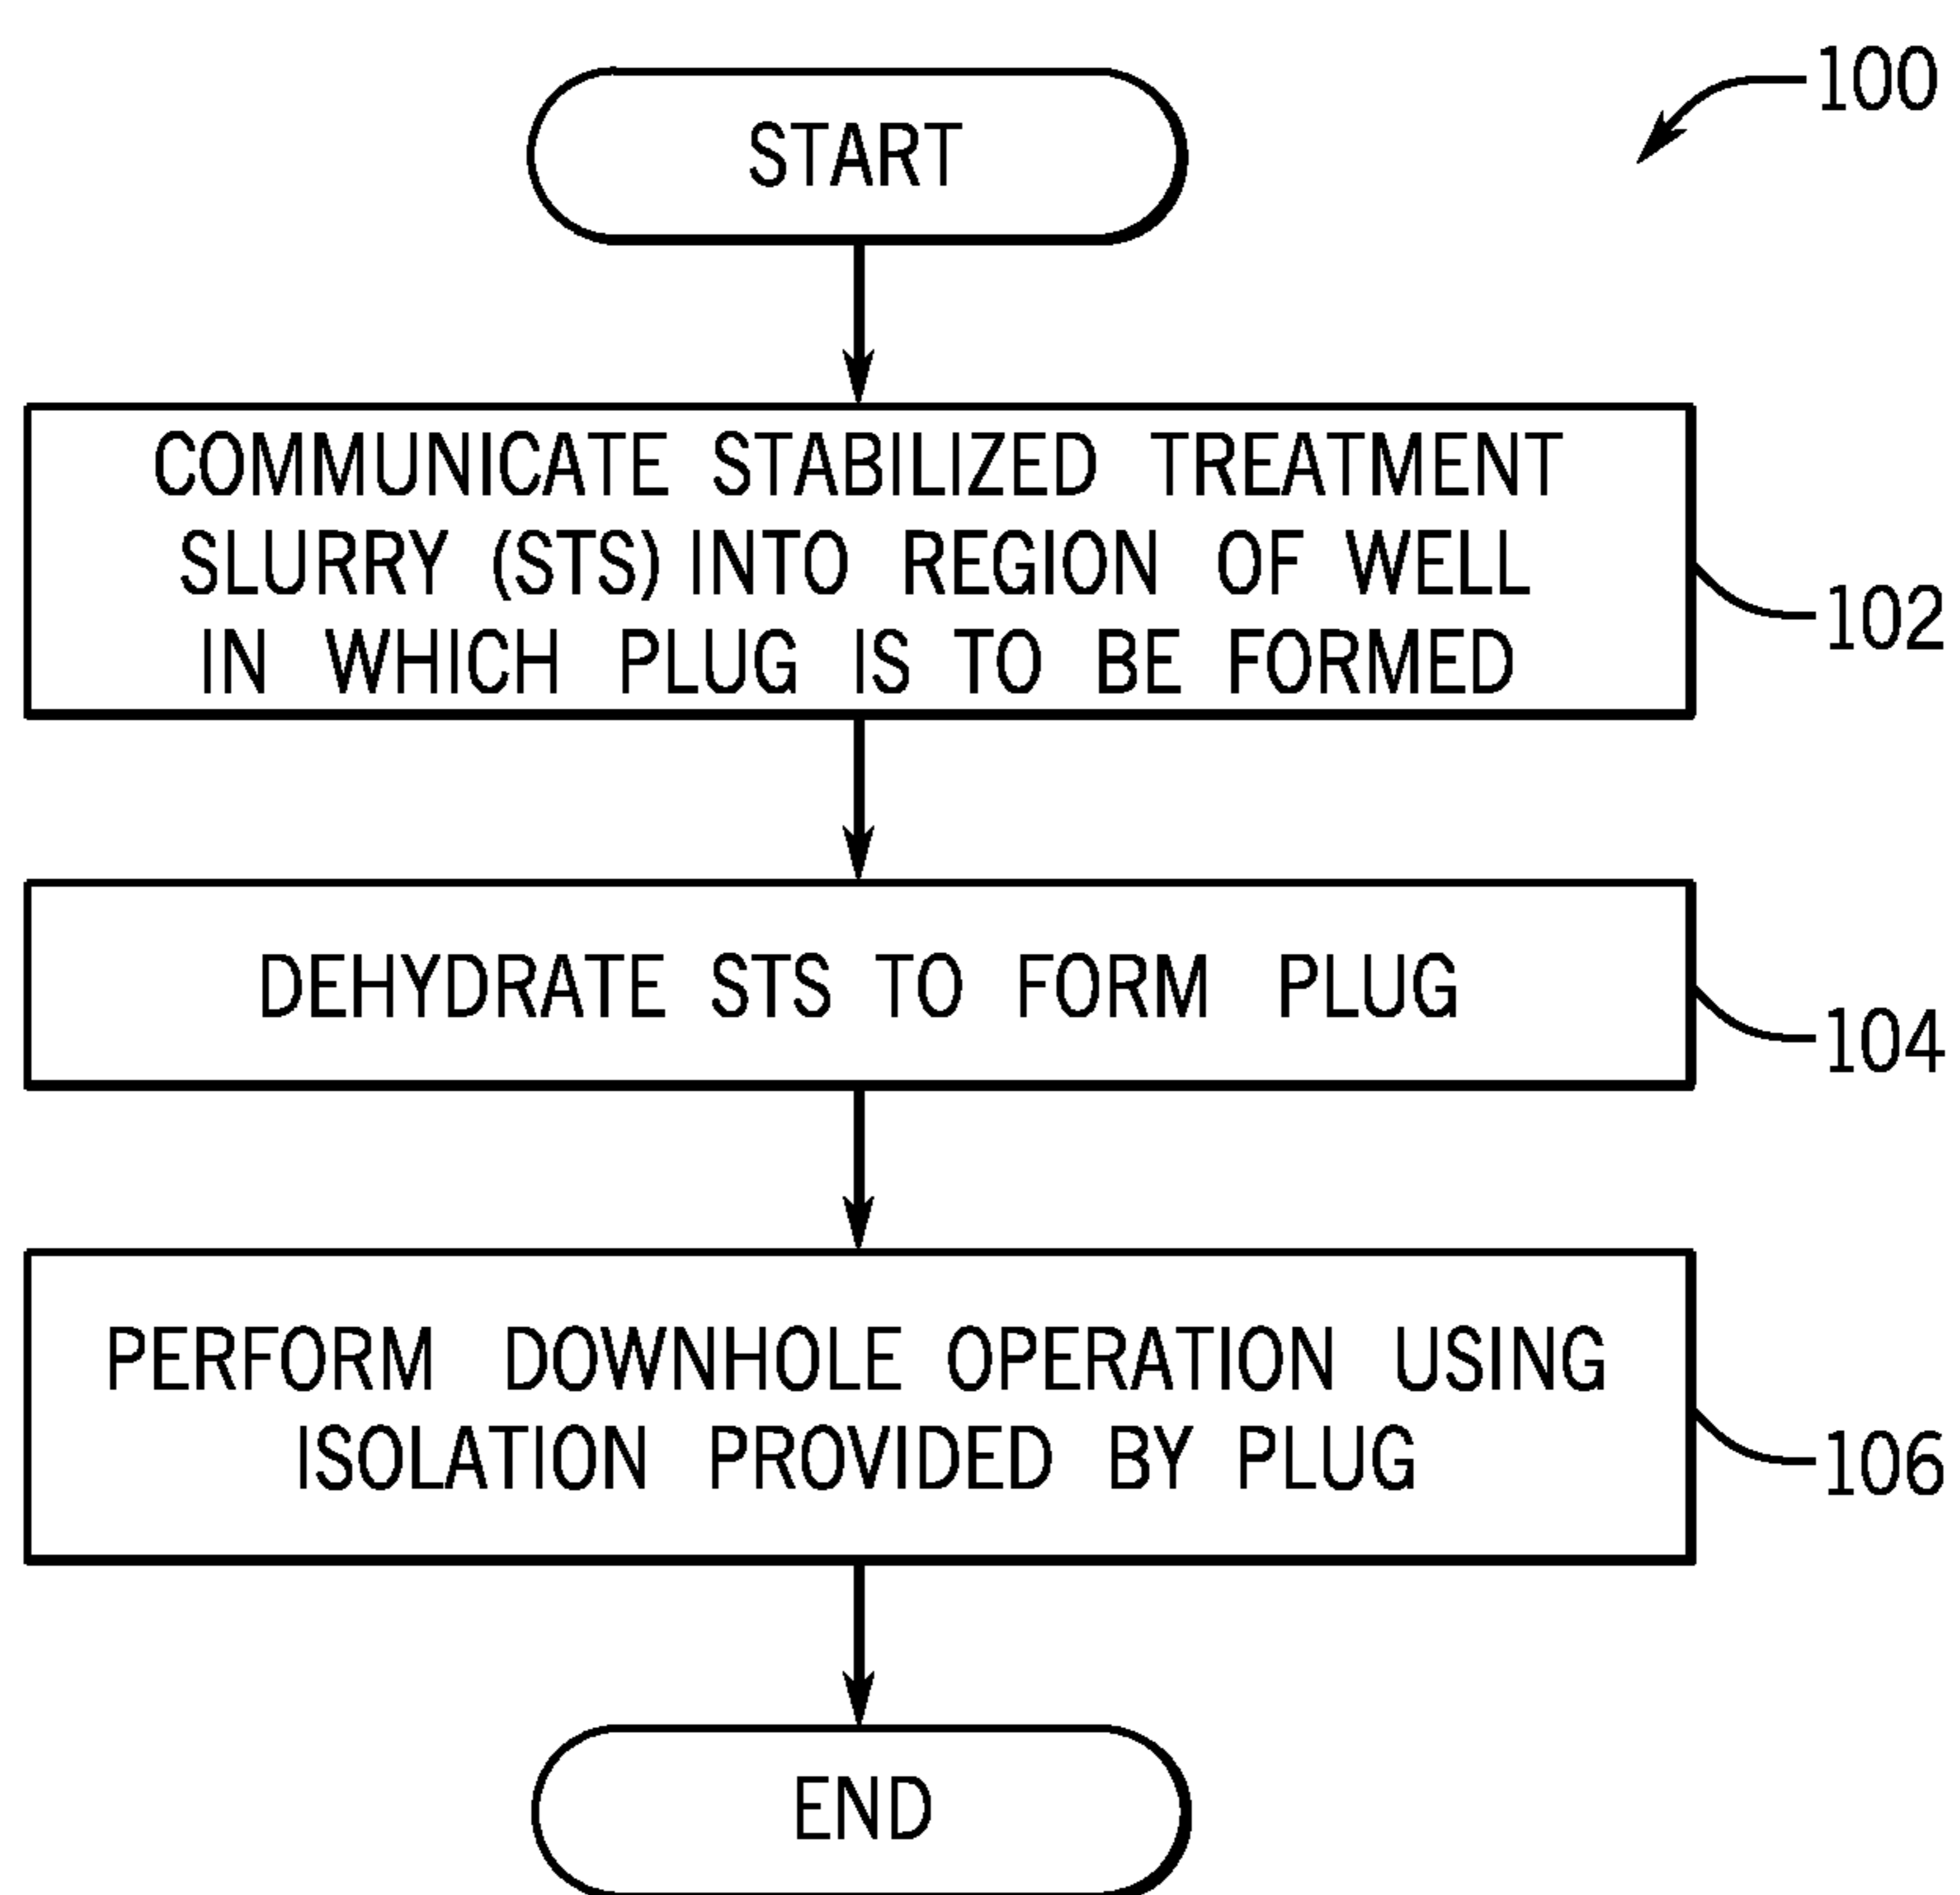 100
START
COMMUNICATE STABILIZED TREATMENT
SLURRY (STS) INTO REGION OF WELL
IN WHICH PLUG IS TO BE FORMED
102
DEHYDRATE STS TO FORM PLUG
104
PERFORM DOWNHOLE OPERATION USING
ISOLATION PROVIDED BY PLUG
106
END